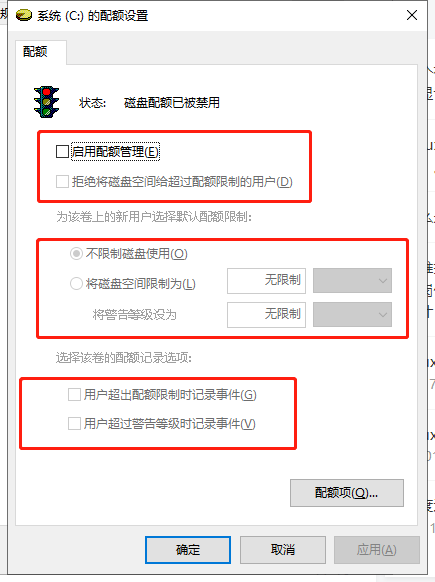 系统 (C:) 的配额设置
配额
状态: 磁盘配额已被禁用
启用配额管理(E)
拒绝将磁盘空间给超过配额限制的用户(D)
为该卷上的新用户选择默认配额限制:
不限制磁盘使用(O)
将磁盘空间限制为(L) 无限制
将警告等级设为 无限制
选择该卷的配额记录选项:
用户超出配额限制时记录事件(G)
用户超过警告等级时记录事件(V)
配额项(Q)...
确定 取消 应用(A)